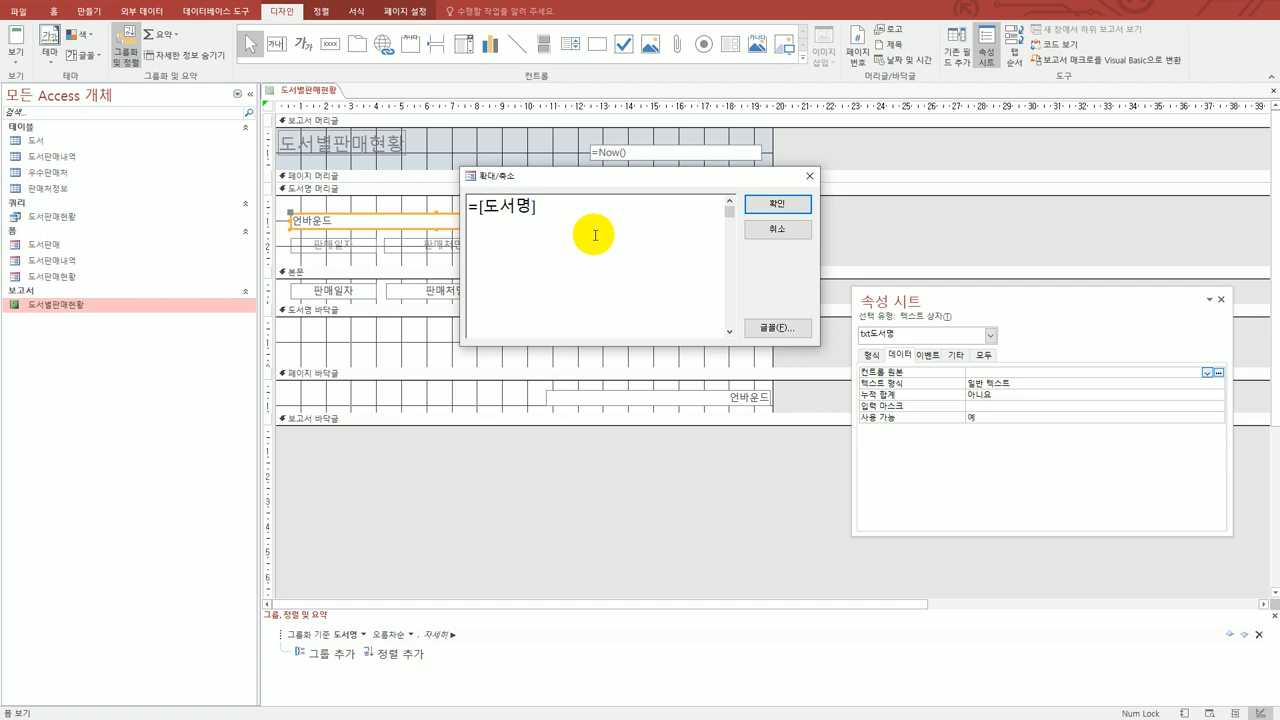 파일 홈 만들기 외부 데이터 데이터베이스 도구 디자인 정렬 서식 페이지 설정 수행할 작업을 알려 주세요.
보기
보기
테마
색
글꼴
테마
그룹화 및 정렬
요약
자세한 정보 숨기기
그룹화 및 요약
컨트롤
이미지 삽입
페이지 번호
로고
제목
날짜 및 시간
머리글/바닥글
기존 필드 추가
속성 시트
탭 순서
새 창에서 하위 보고서 보기
코드 보기
보고서 매크로를 Visual Basic으로 변환
도구
모든 Access 개체
검색...
테이블
도서
도서판매내역
우수판매처
판매처정보
쿼리
도서판매현황
폼
도서판매
도서판매내역
도서판매현황
보고서
도서별판매현황
도서별판매현황
보고서 머리글
도서별판매현황
=Now()
페이지 머리글
도서명 머리글
언바운드
판매일자
본문
판매일자
도서명 바닥글
페이지 바닥글
언바운드
보고서 바닥글
확대/축소
=[도서명]
확인
취소
글꼴(F)...
속성 시트
선택 유형: 텍스트 상자(T)
txt도서명
형식 데이터 이벤트 기타 모두
컨트롤 원본
텍스트 형식 일반 텍스트
누적 합계 아니요
입력 마스크
사용 가능 예
그룹, 정렬 및 요약
그룹화 기준 도서명 오름차순 , 자세히
그룹 추가 정렬 추가
폼 보기
Num Lock